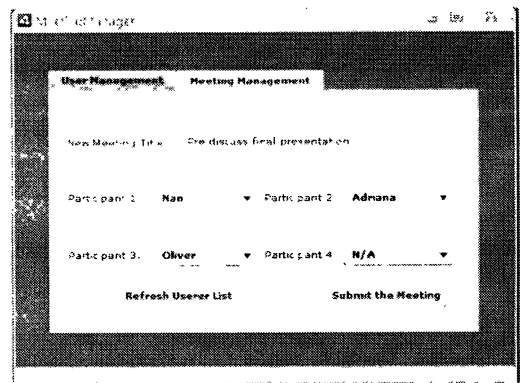 User Management Meeting Management
New Meeting Title Pre discuss final presentation
Participant 1 Nan Participant 2 Adriana
Participant 3. Oliver Participant 4 N/A
Refresh Userer List Submit the Meeting